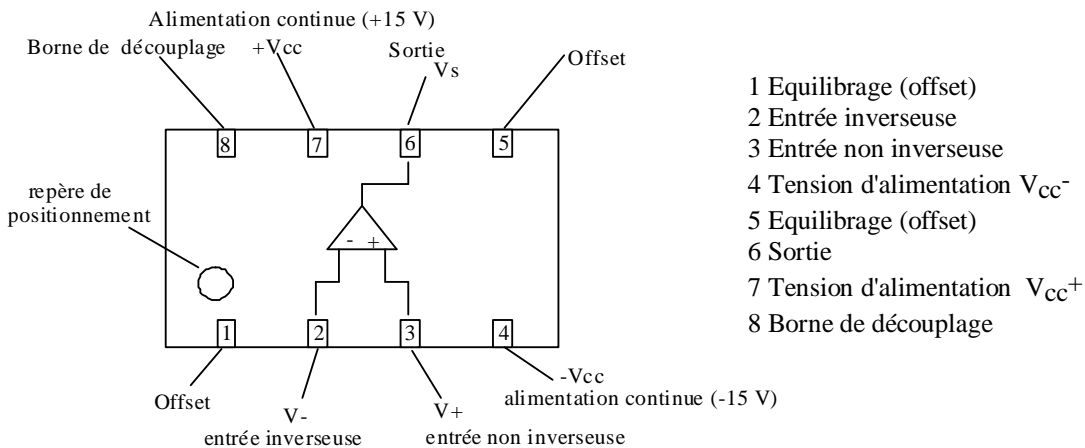 Alimentation continue (+15 V)
Borne de découplage
+Vcc
Sortie
Vs
Offset
8
7
6
5
repère de
positionnement
- +
1
2
3
4
Offset
V-
entrée inverseuse
V+
entrée non inverseuse
-Vcc
alimentation continue (-15 V)
1 Equilibrage (offset)
2 Entrée inverseuse
3 Entrée non inverseuse
4 Tension d'alimentation Vcc-
5 Equilibrage (offset)
6 Sortie
7 Tension d'alimentation Vcc+
8 Borne de découplage